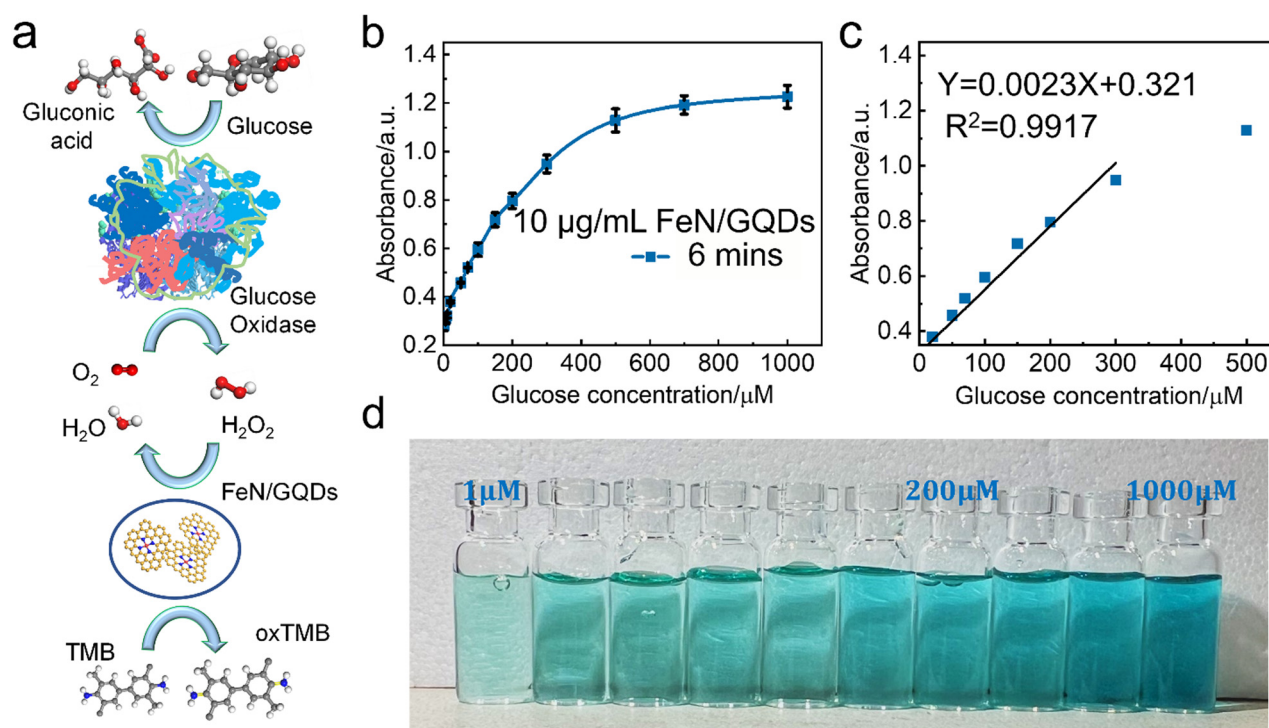 a
Gluconic
acid
Glucose
Glucose
Oxidase
O₂
H₂O
H₂O₂
FeN/GQDs
TMB
oxTMB
b
Absorbance/a.u.
1.4
1.2
1.0
0.8
0.6
0.4
0.2
10 µg/mL FeN/GQDs
6 mins
0 200 400 600 800 1000
Glucose concentration/µM
c
Absorbance/a.u.
1.4
1.2
1.0
0.8
0.6
0.4
Y=0.0023X+0.321
R²=0.9917
0 100 200 300 400 500
Glucose concentration/µM
d
1µM 200µM 1000µM